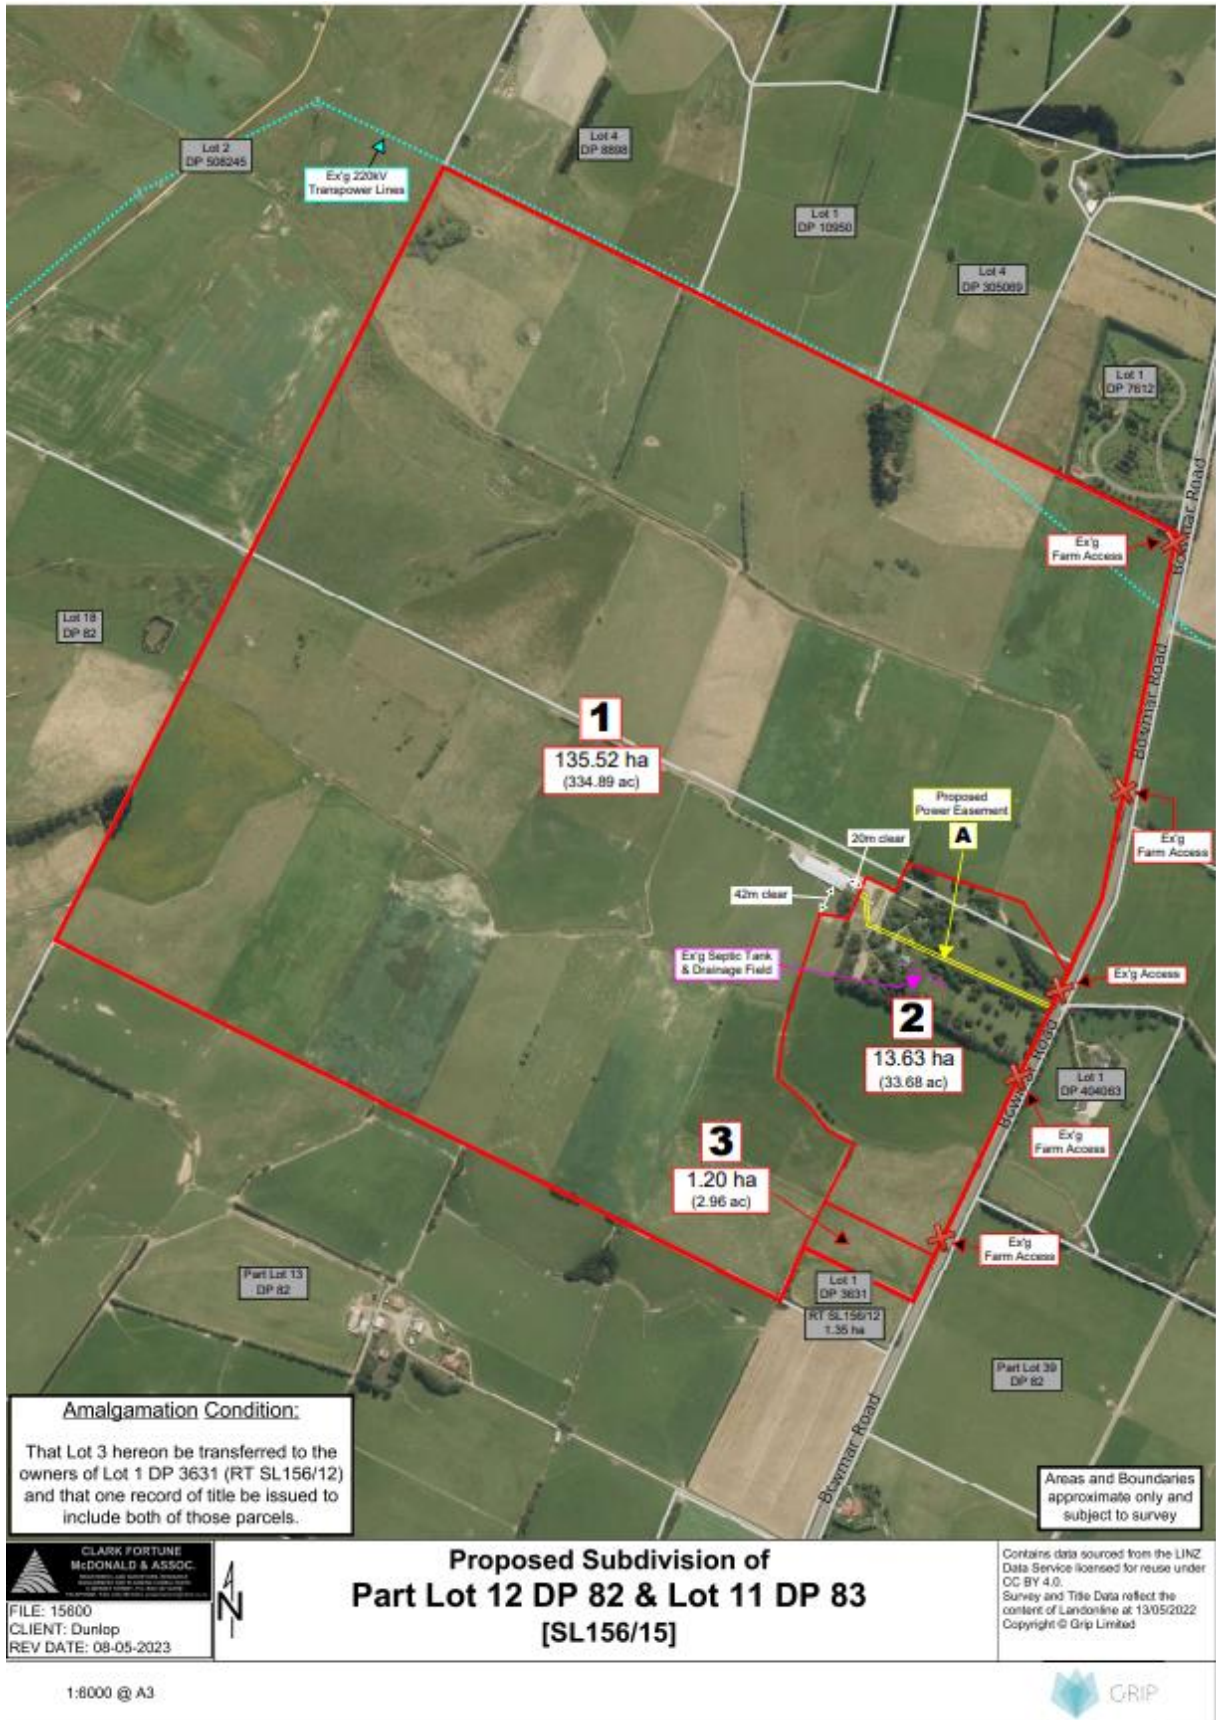 Lot 2
DP 508245
Ex'g 220kV
Transpower Lines
Lot 4
DP 8898
Lot 1
DP 10950
Lot 4
DP 305069
Lot 1
DP 7612
Bowmar Road
Ex'g
Farm Access
Lot 18
DP 82
Bowmar Road
1
135.52 ha
(334.89 ac)
Proposed
Power Easement
A
20m clear
Ex'g
Farm Access
42m clear
Ex'g Septic Tank
& Drainage Field
Ex'g Access
2
13.63 ha
(33.68 ac)
Bowmar Road
Lot 1
DP 404063
Ex'g
Farm Access
3
1.20 ha
(2.96 ac)
Ex'g
Farm Access
Part Lot 13
DP 82
Lot 1
DP 3631
RT SL156/12
1.35 ha
Part Lot 39
DP 82
Bowmar Road
Amalgamation Condition:
That Lot 3 hereon be transferred to the
owners of Lot 1 DP 3631 (RT SL156/12)
and that one record of title be issued to
include both of those parcels.
Areas and Boundaries
approximate only and
subject to survey
CLARK FORTUNE
McDONALD & ASSOC.
FILE: 15600
CLIENT: Dunlop
REV DATE: 08-05-2023
N
Proposed Subdivision of
Part Lot 12 DP 82 & Lot 11 DP 83
[SL156/15]
Contains data sourced from the LINZ
Data Service licensed for reuse under
CC BY 4.0.
Survey and Title Data reflect the
content of Landonline at 13/05/2022
Copyright © Grip Limited
1:6000 @ A3
GRIP